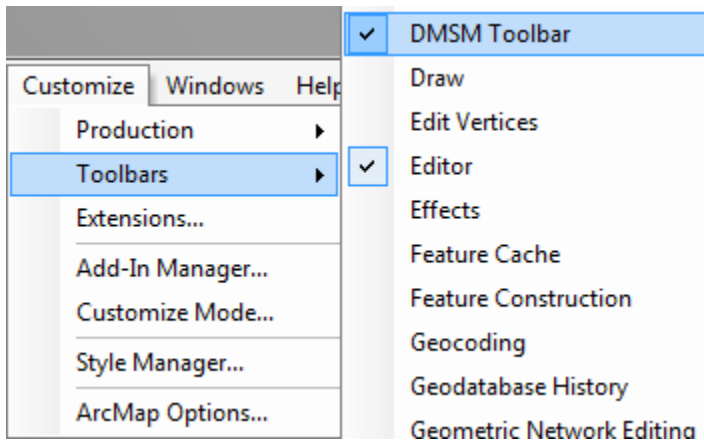 Customize Windows Help
Production
Toolbars
Extensions...
Add-In Manager...
Customize Mode...
Style Manager...
ArcMap Options...
DMSM Toolbar
Draw
Edit Vertices
Editor
Effects
Feature Cache
Feature Construction
Geocoding
Geodatabase History
Geometric Network Editing